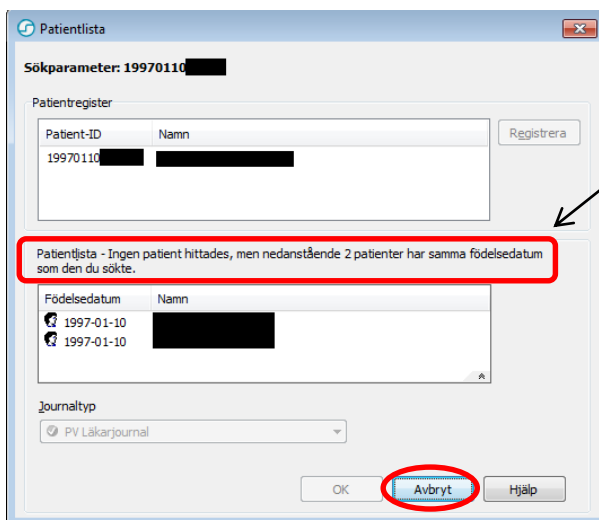 Patientlista
Sökparameter: 19970110
Patientregister
Patient-ID Namn
Registrera
19970110
Patientljsta - Ingen patient hittades, men nedanstående 2 patienter har samma födelsedatum
som den du sökte.
Födelsedatum Namn
1997-01-10
1997-01-10
Journaltyp
PV Läkarjournal
OK Avbryt Hjälp